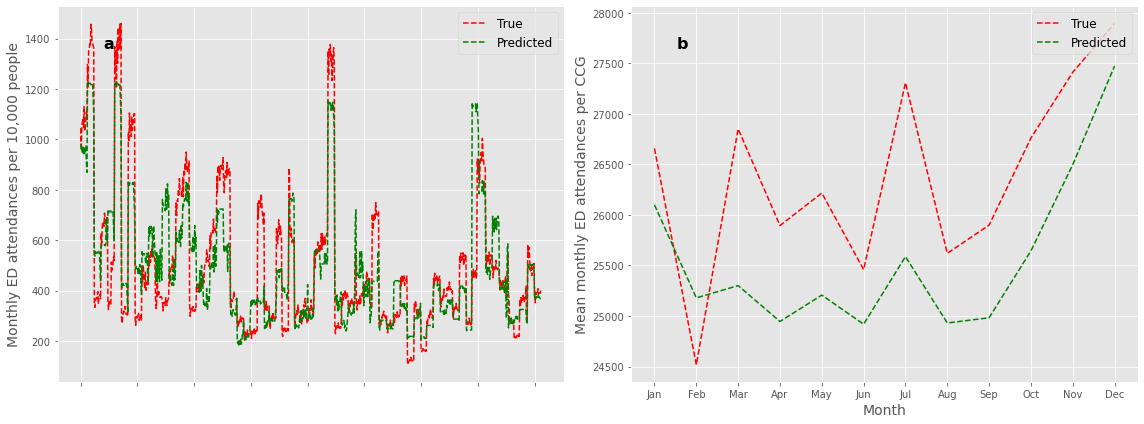 Monthly ED attendances per 10,000 people
1400
1200
1000
800
600
400
200
a
True
Predicted
Mean monthly ED attendances per CCG
28000
27500
27000
26500
26000
25500
25000
24500
b
True
Predicted
Jan Feb Mar Apr May Jun Jul Aug Sep Oct Nov Dec
Month